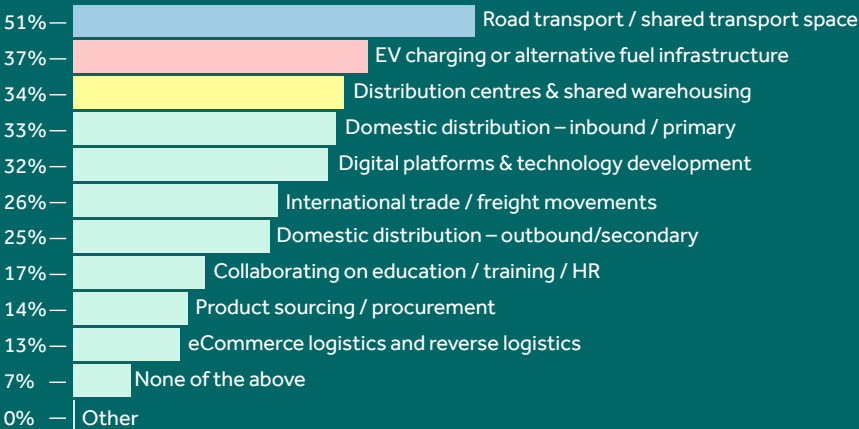 51% Road transport / shared transport space
37% EV charging or alternative fuel infrastructure
34% Distribution centres & shared warehousing
33% Domestic distribution – inbound / primary
32% Digital platforms & technology development
26% International trade / freight movements
25% Domestic distribution – outbound/secondary
17% Collaborating on education / training / HR
14% Product sourcing / procurement
13% eCommerce logistics and reverse logistics
7% None of the above
0% Other